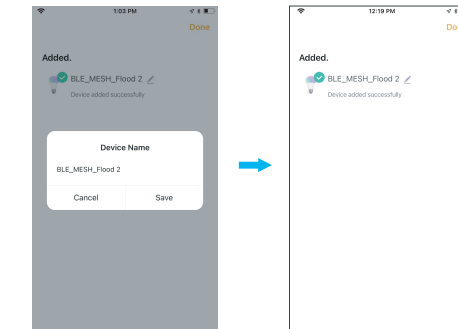 1:03 PM
Done
Added.
BLE_MESH_Flood 2
Device added successfully
Device Name
BLE_MESH_Flood 2
Cancel
Save
12:19 PM
Added.
BLE_MESH_Flood 2
Device added successfully